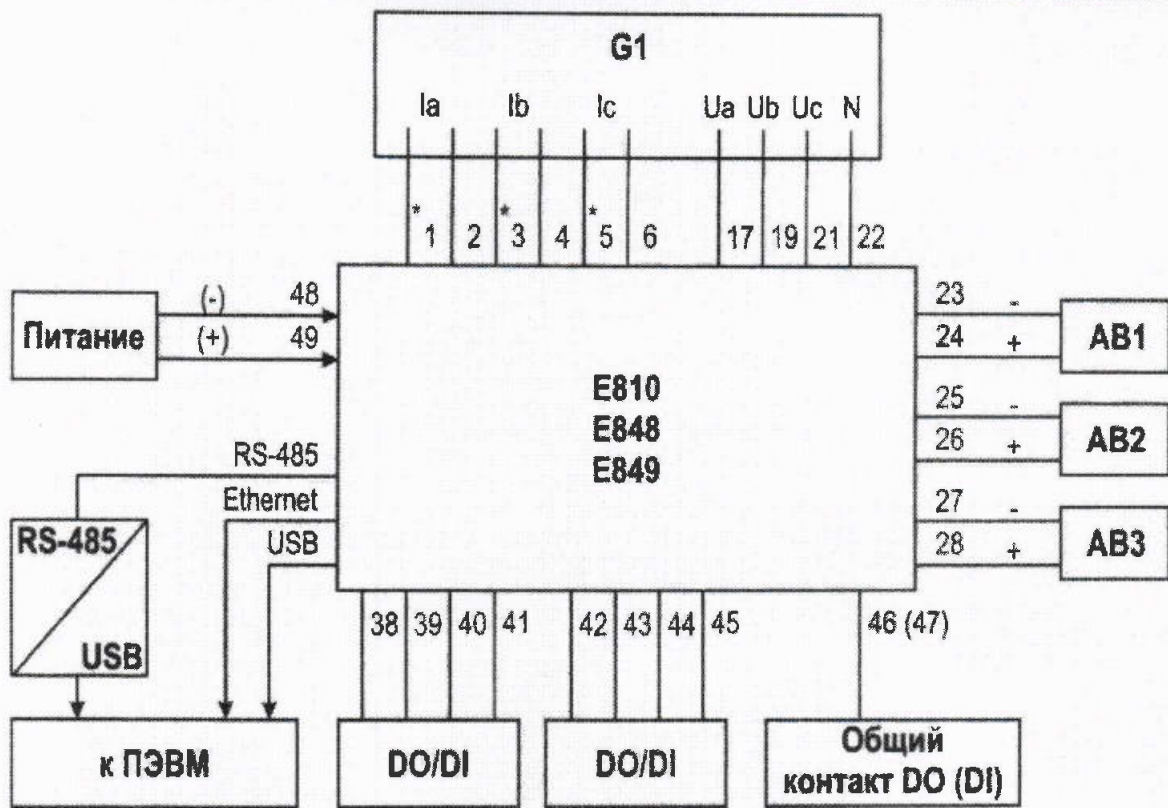 G1
Ia Ib Ic Ua Ub Uc N
* 1 2 * 3 4 * 5 6 17 19 21 22
Питание
(-) 48
(+) 49
E810
E848
E849
23 -
24 +
AB1
25 -
26 +
AB2
27 -
28 +
AB3
RS-485
Ethernet
USB
RS-485
USB
38 39 40 41 42 43 44 45 46 (47)
к ПЭВМ
DO/DI
DO/DI
Общий
контакт DO (DI)